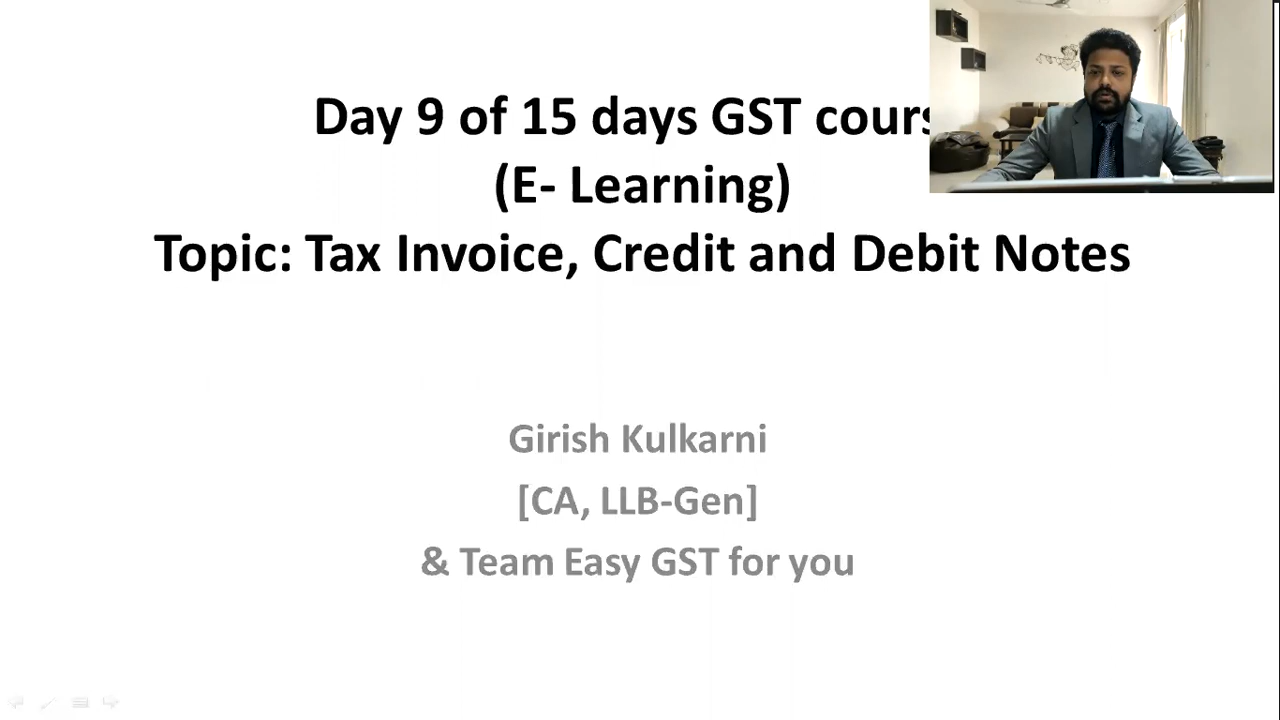 Day 9 of 15 days GST cours
(E- Learning)
Topic: Tax Invoice, Credit and Debit Notes
Girish Kulkarni
[CA, LLB-Gen]
& Team Easy GST for you